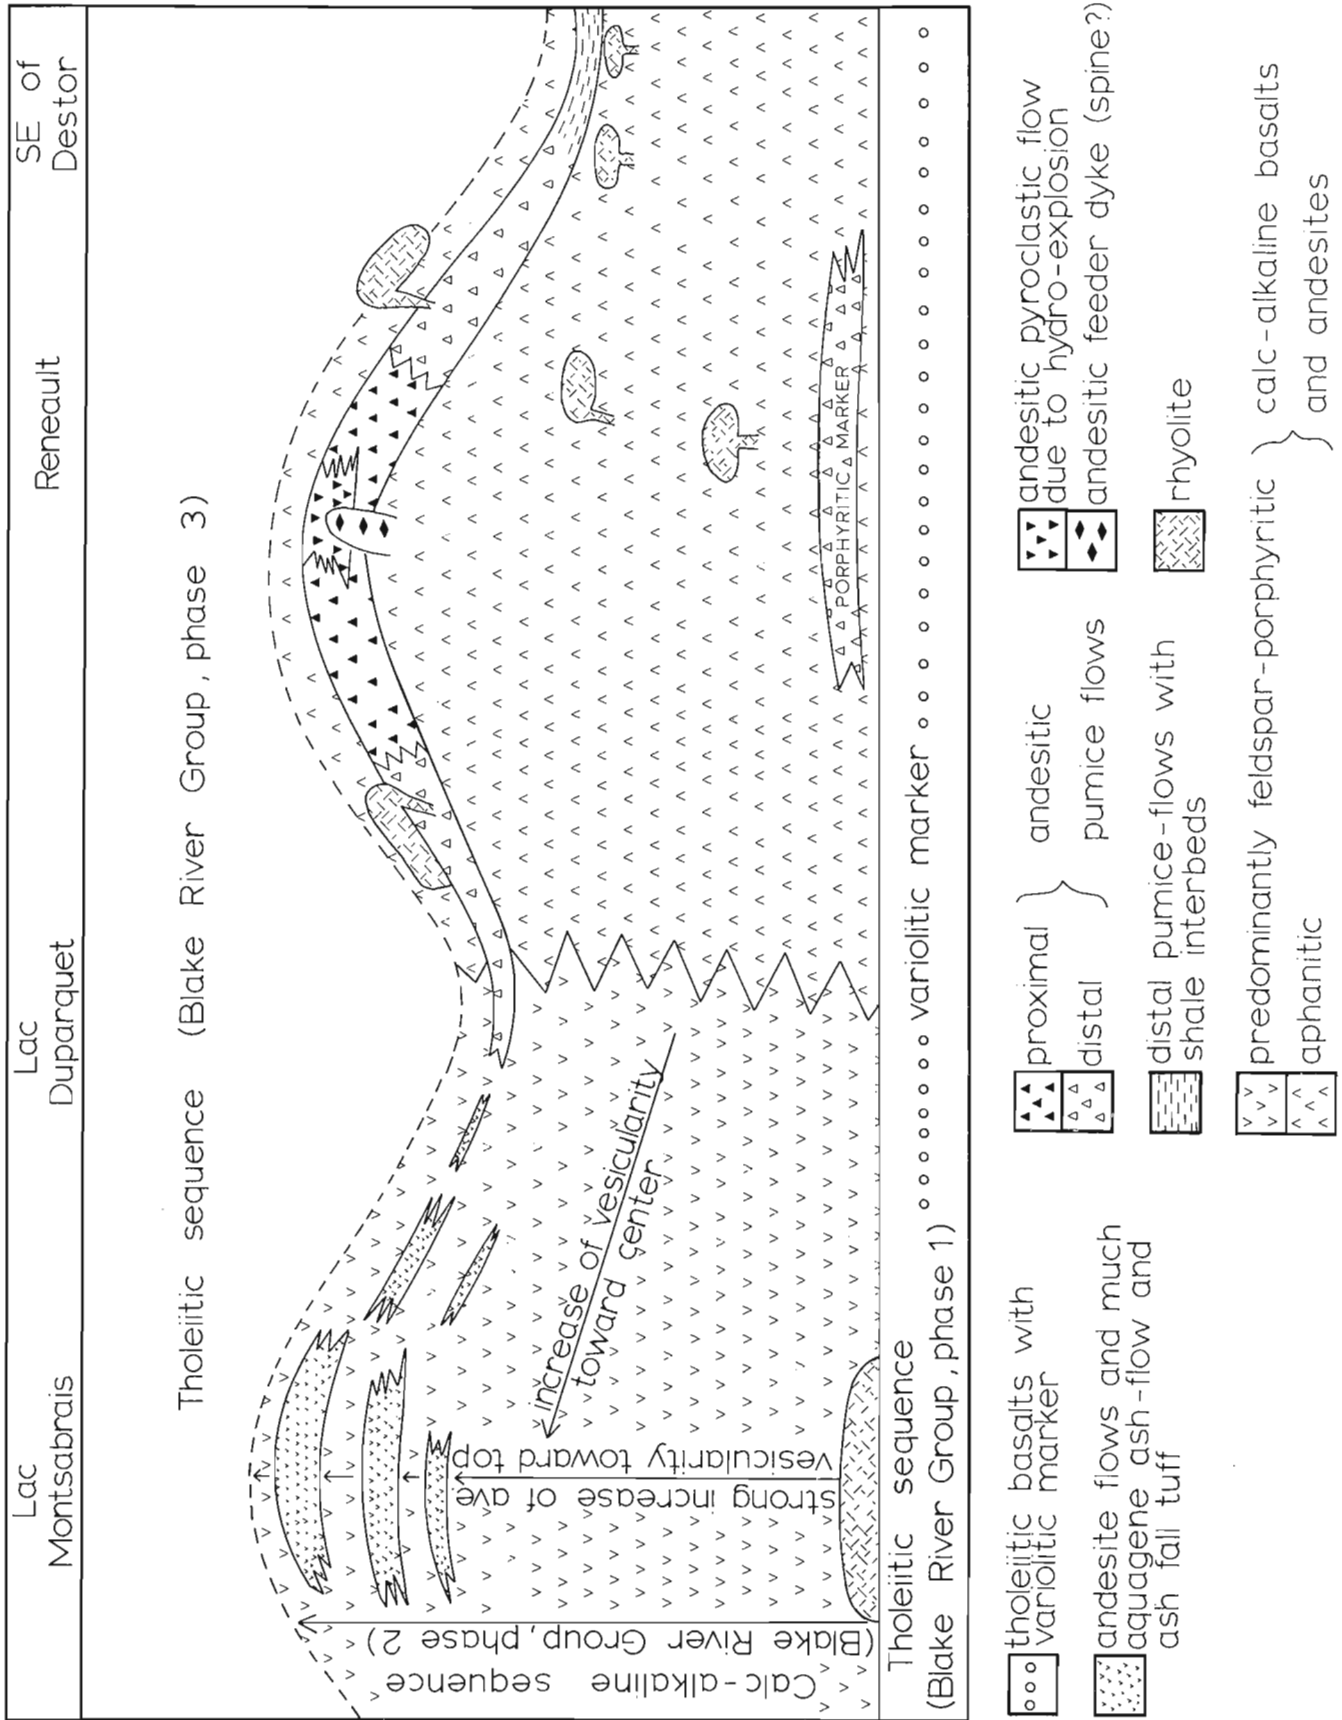 Lac
Montsabrais
Lac
Duparquet
Reneault
SE of
Destor
Tholeiitic sequence (Blake River Group, phase 3)
Calc-alkaline sequence
(Blake River Group, phase 2)
strong increase of ave
vesicularity toward top
increase of vesicularity
toward center
PORPHYRITIC MARKER
Tholeiitic sequence
(Blake River Group, phase 1)
variolitic marker
tholeiitic basalts with
variolitic marker
andesite flows and much
aquagene ash-flow and
ash fall tuff
proximal
distal
andesitic
pumice flows
distal pumice-flows with
shale interbeds
predominantly feldspar-porphyritic
aphanitic
calc-alkaline basalts
and andesites
andesitic pyroclastic flow
due to hydro-explosion
andesitic feeder dyke (spine?)
rhyolite